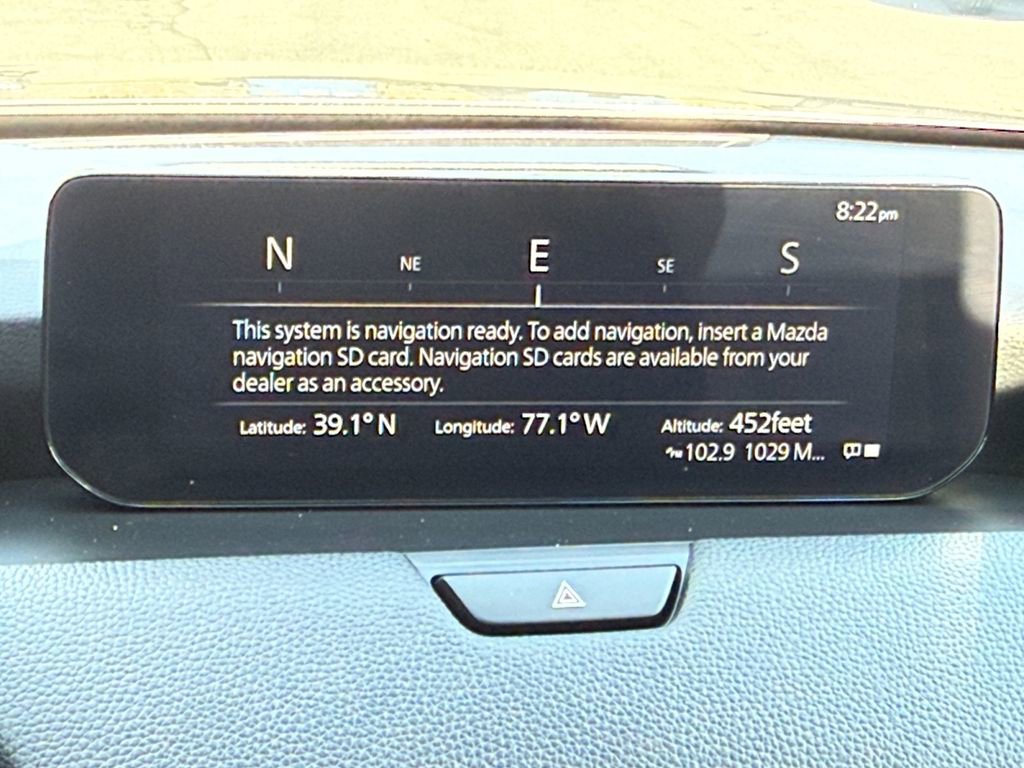 8:22pm
N NE E SE S
This system is navigation ready. To add navigation, insert a Mazda
navigation SD card. Navigation SD cards are available from your
dealer as an accessory.
Latitude: 39.1° N Longitude: 77.1° W Altitude: 452feet
FM 102.9 1029 M...